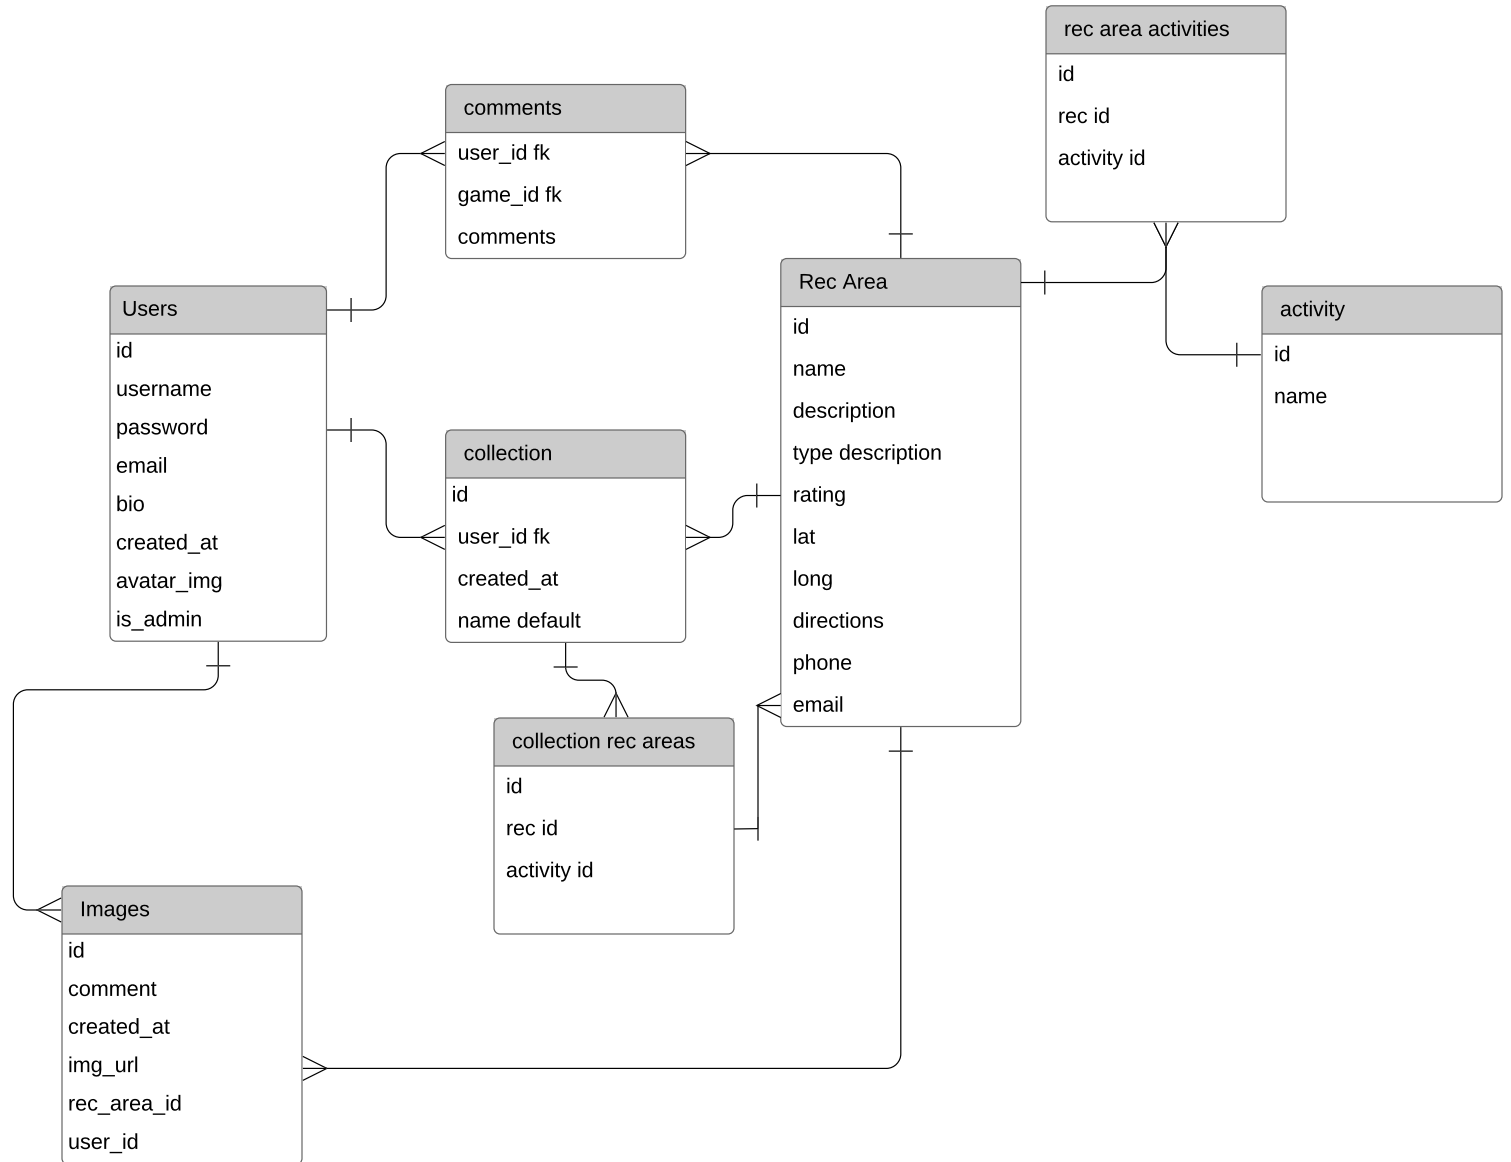 rec area activities
id
rec id
activity id
comments
user_id fk
game_id fk
comments
Rec Area
id
name
description
type description
rating
lat
long
directions
phone
email
activity
id
name
Users
id
username
password
email
bio
created_at
avatar_img
is_admin
collection
id
user_id fk
created_at
name default
collection rec areas
id
rec id
activity id
Images
id
comment
created_at
img_url
rec_area_id
user_id